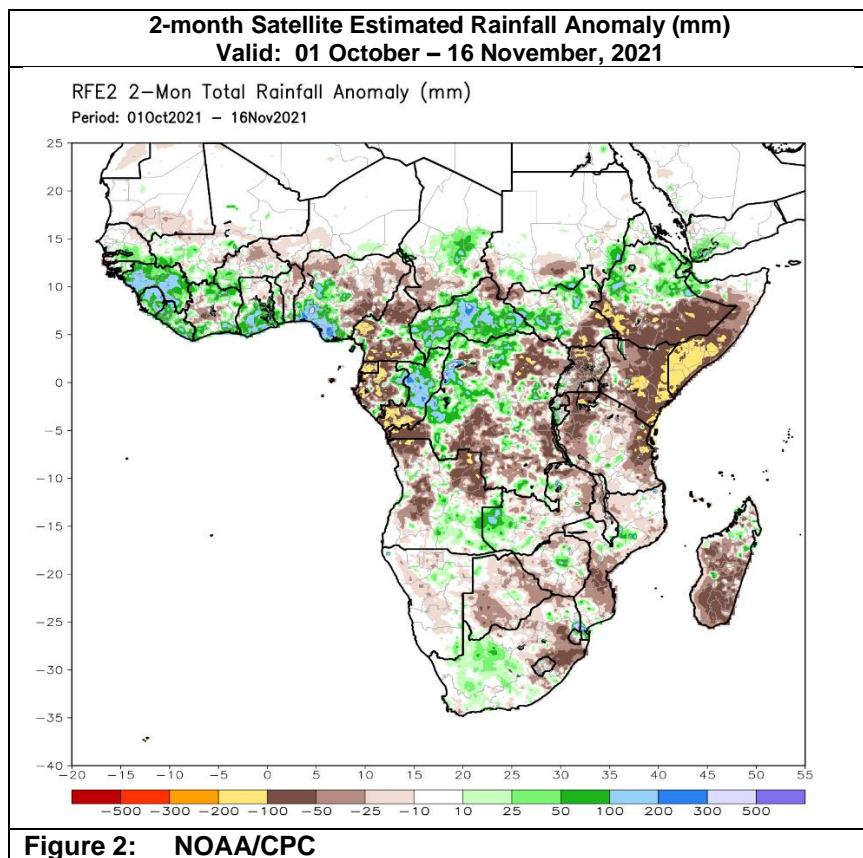 2-month Satellite Estimated Rainfall Anomaly (mm)
Valid: 01 October – 16 November, 2021
RFE2 2-Mon Total Rainfall Anomaly (mm)
Period: 01Oct2021 – 16Nov2021
25
20
15
10
5
0
−5
−10
−15
−20
−25
−30
−35
−40
−20 −15 −10 −5 0 5 10 15 20 25 30 35 40 45 50 55
−500 −300 −200 −100 −50 −25 −10 10 25 50 100 200 300 500
Figure 2: NOAA/CPC